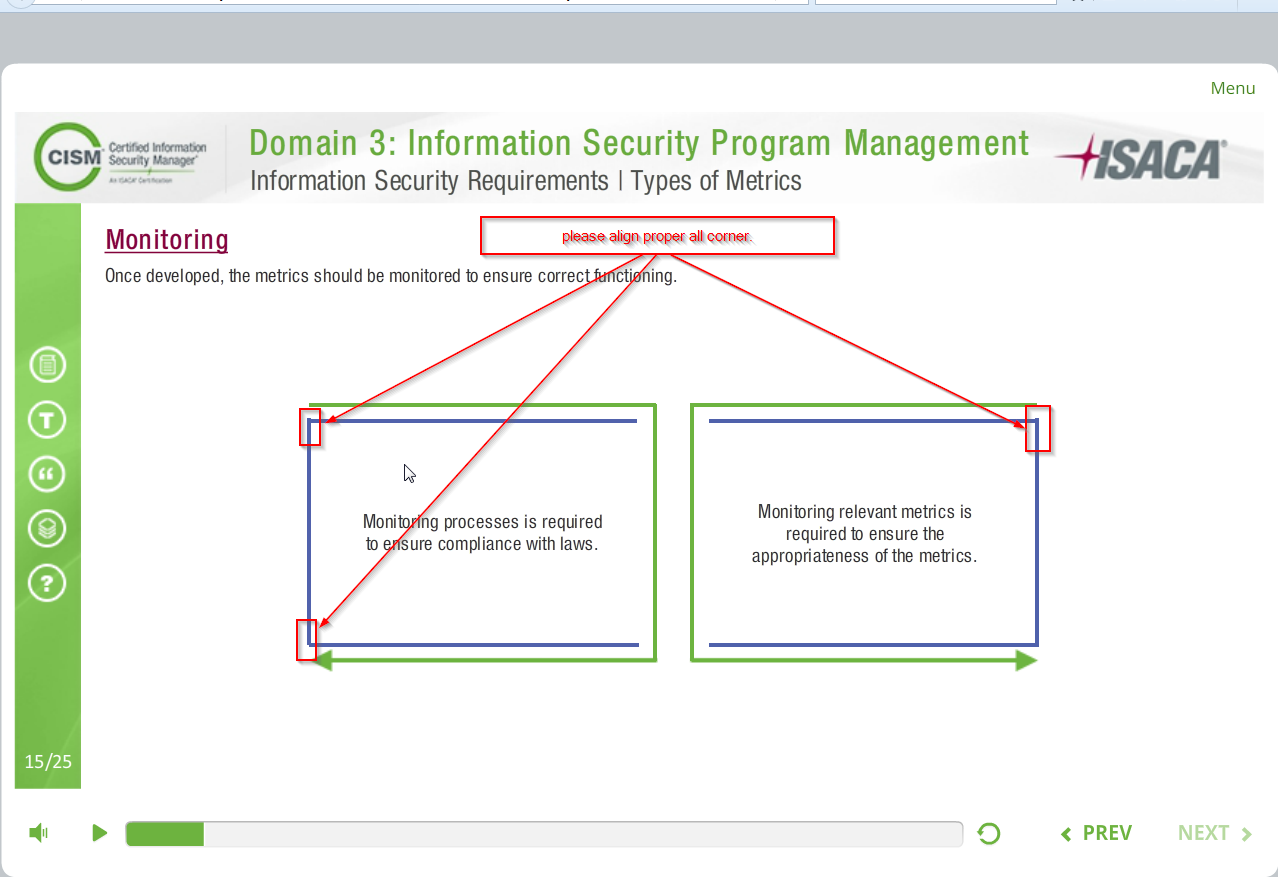 Menu
CISM
Certified Information
Security Manager®
An ISACA® Certification
Domain 3: Information Security Program Management
Information Security Requirements | Types of Metrics
ISACA®
Monitoring
please align proper all corner.
Once developed, the metrics should be monitored to ensure correct functioning.
T
“
?
Monitoring processes is required
to ensure compliance with laws.
Monitoring relevant metrics is
required to ensure the
appropriateness of the metrics.
15/25
PREV
NEXT